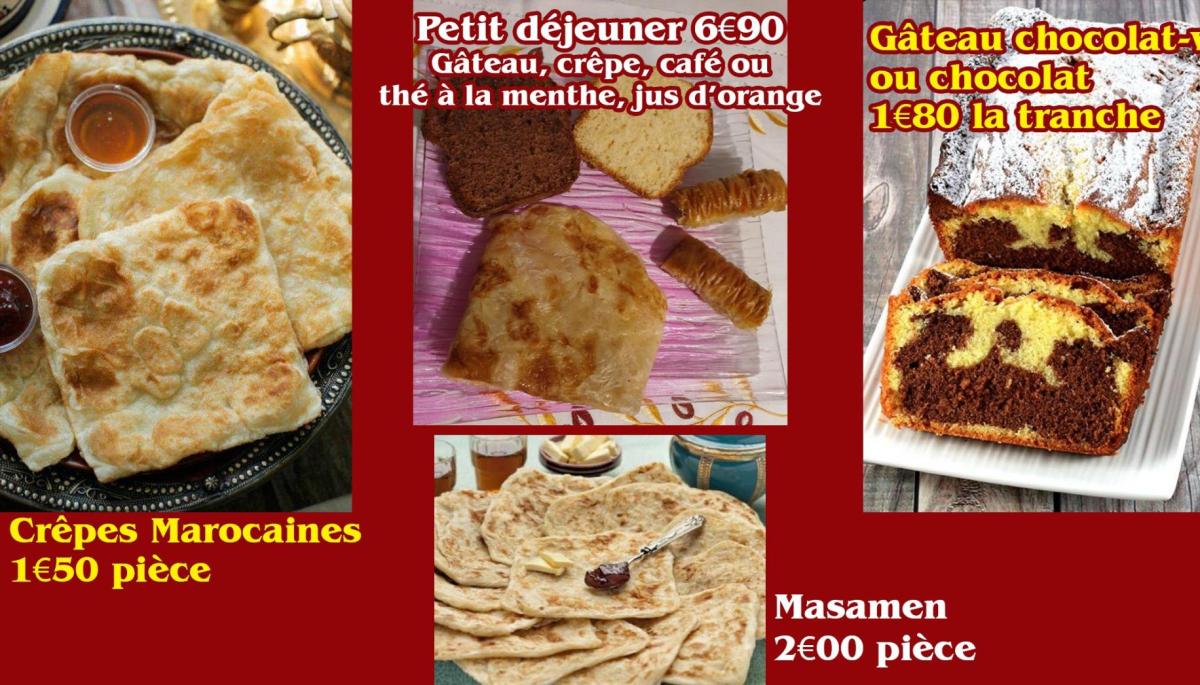 Petit déjeuner 6€90
Gâteau, crêpe, café ou
thé à la menthe, jus d’orange
Gâteau chocolat-
ou chocolat
1€80 la tranche
Crêpes Marocaines
1€50 pièce
Masamen
2€00 pièce